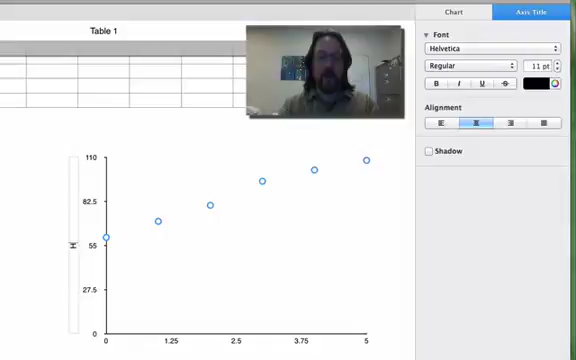 Chart Axis Title
Table 1
Font
Helvetica
Regular 11 pt
B I U S
Alignment
Shadow
110
82.5
55
27.5
0
H
0 1.25 2.5 3.75 5